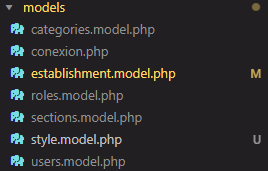 models
categories.model.php
conexion.php
establishment.model.php M
roles.model.php
sections.model.php
style.model.php U
users.model.php